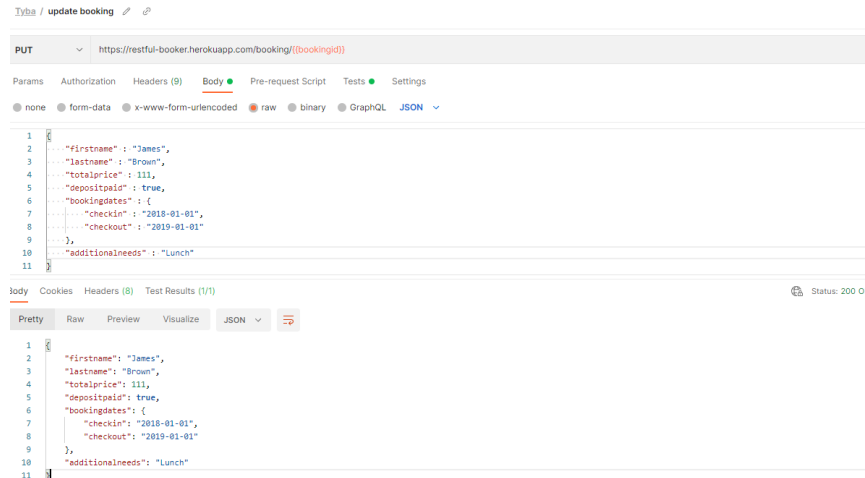 Tyba / update booking
PUT https://restful-booker.herokuapp.com/booking/{{bookingid}}
Params Authorization Headers (9) Body Pre-request Script Tests Settings
none form-data x-www-form-urlencoded raw binary GraphQL JSON
1 {
2 "firstname" : "James",
3 "lastname" : "Brown",
4 "totalprice" : 111,
5 "depositpaid" : true,
6 "bookingdates" : {
7 "checkin" : "2018-01-01",
8 "checkout" : "2019-01-01"
9 },
10 "additionalneeds" : "Lunch"
11 }
Body Cookies Headers (8) Test Results (1/1) Status: 200 O
Pretty Raw Preview Visualize JSON
1 {
2 "firstname": "James",
3 "lastname": "Brown",
4 "totalprice": 111,
5 "depositpaid": true,
6 "bookingdates": {
7 "checkin": "2018-01-01",
8 "checkout": "2019-01-01"
9 },
10 "additionalneeds": "Lunch"
11 }